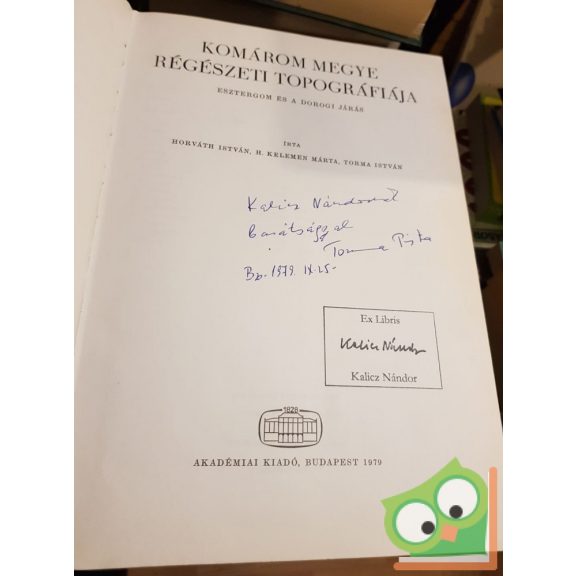 KOMÁROM MEGYE
RÉGÉSZETI TOPOGRÁFIÁJA
ESZTERGOM ÉS A DOROGI JÁRÁS
ÍRTA
HORVÁTH ISTVÁN, H. KELEMEN MÁRTA, TORMA ISTVÁN
Kalicz Nándornak
barátsággal
Torma Pista
Bp. 1979. IX. 25.
Ex Libris
Kalicz Nándor
Kalicz Nándor
1828
AKADÉMIAI KIADÓ, BUDAPEST 1979